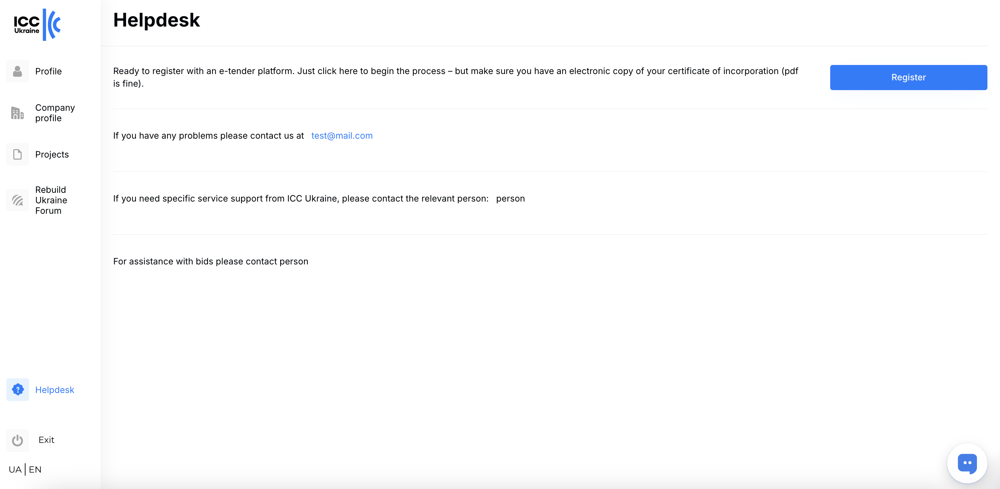 ICC
Ukraine
Helpdesk
Profile
Company
profile
Projects
Rebuild
Ukraine
Forum
Helpdesk
Exit
UA | EN
Ready to register with an e-tender platform. Just click here to begin the process – but make sure you have an electronic copy of your certificate of incorporation (pdf
is fine).
Register
If you have any problems please contact us at test@mail.com
If you need specific service support from ICC Ukraine, please contact the relevant person: person
For assistance with bids please contact person